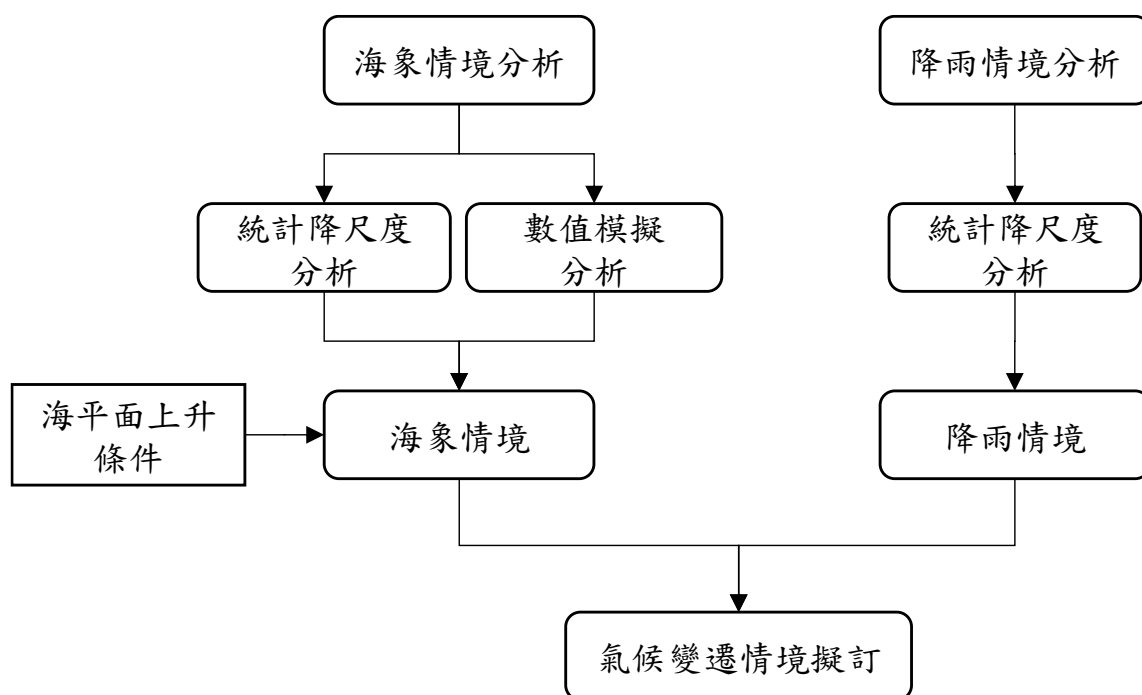 海象情境分析
降雨情境分析
統計降尺度
分析
數值模擬
分析
統計降尺度
分析
海平面上升
條件
海象情境
降雨情境
氣候變遷情境擬訂